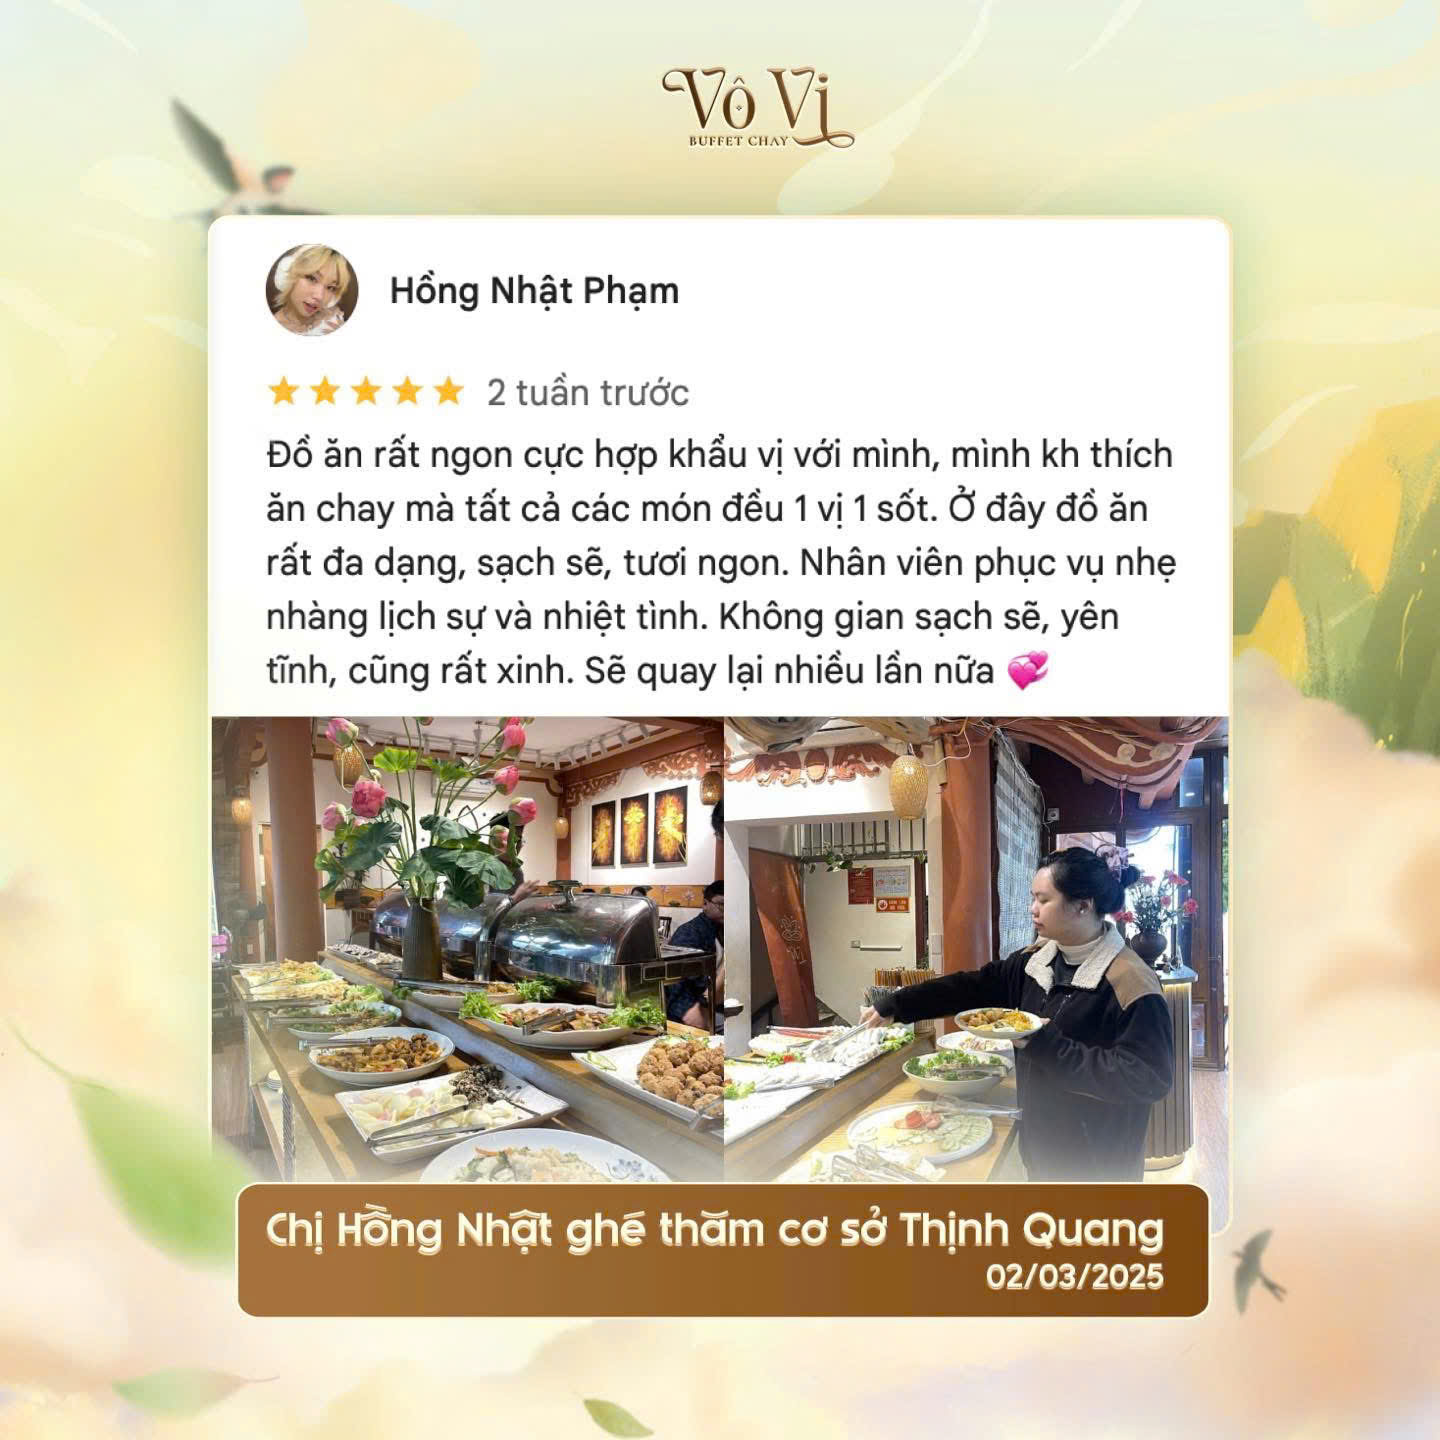 Vô Vị
BUFFET CHAY
Hồng Nhật Phạm
2 tuần trước
Đồ ăn rất ngon cực hợp khẩu vị với mình, mình kh thích
ăn chay mà tất cả các món đều 1 vị 1 sốt. Ở đây đồ ăn
rất đa dạng, sạch sẽ, tươi ngon. Nhân viên phục vụ nhẹ
nhàng lịch sự và nhiệt tình. Không gian sạch sẽ, yên
tĩnh, cũng rất xinh. Sẽ quay lại nhiều lần nữa 💞
Chị Hồng Nhật ghé thăm cơ sở Thịnh Quang
02/03/2025